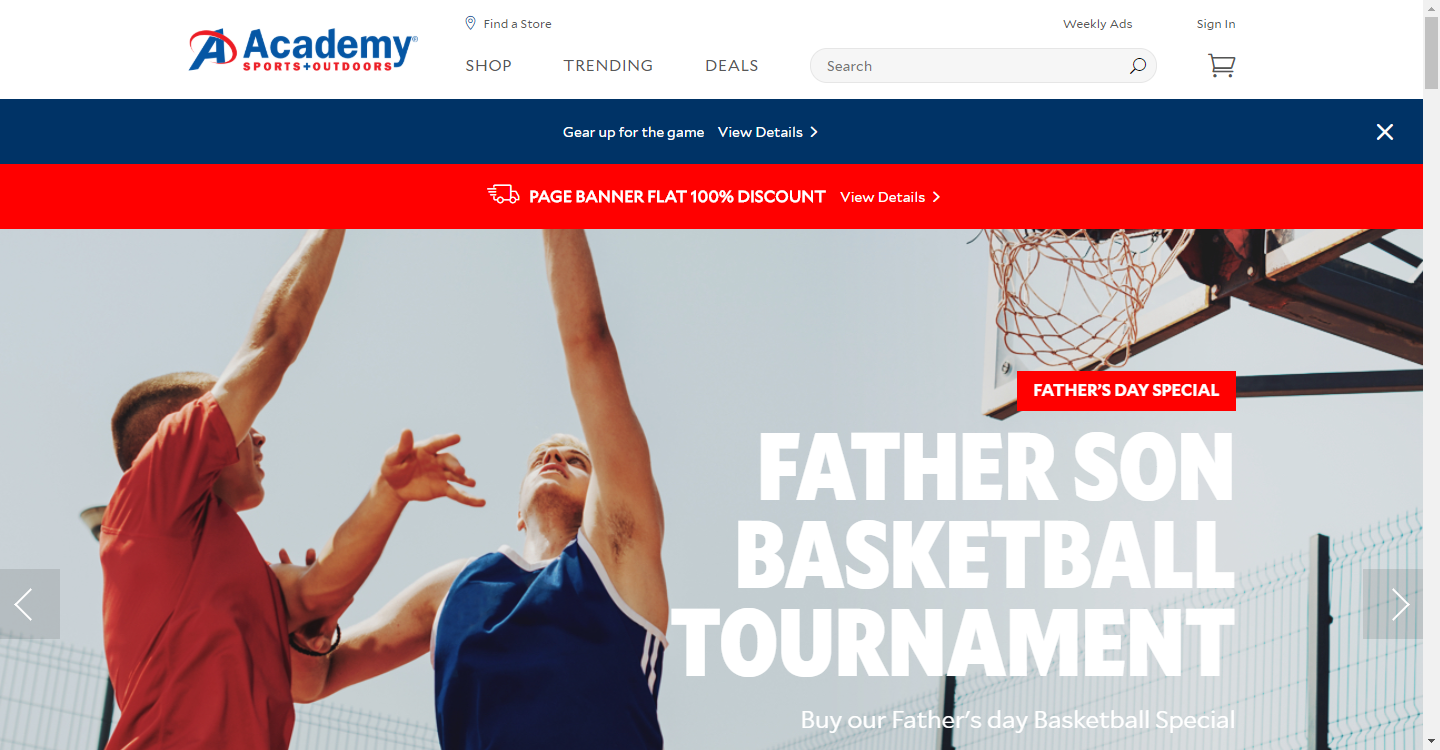 Find a Store
Weekly Ads
Sign In
Academy®
SPORTS+OUTDOORS
SHOP
TRENDING
DEALS
Search
Gear up for the game View Details
PAGE BANNER FLAT 100% DISCOUNT View Details
FATHER'S DAY SPECIAL
FATHER SON
BASKETBALL
TOURNAMENT
Buy our Father's day Basketball Special